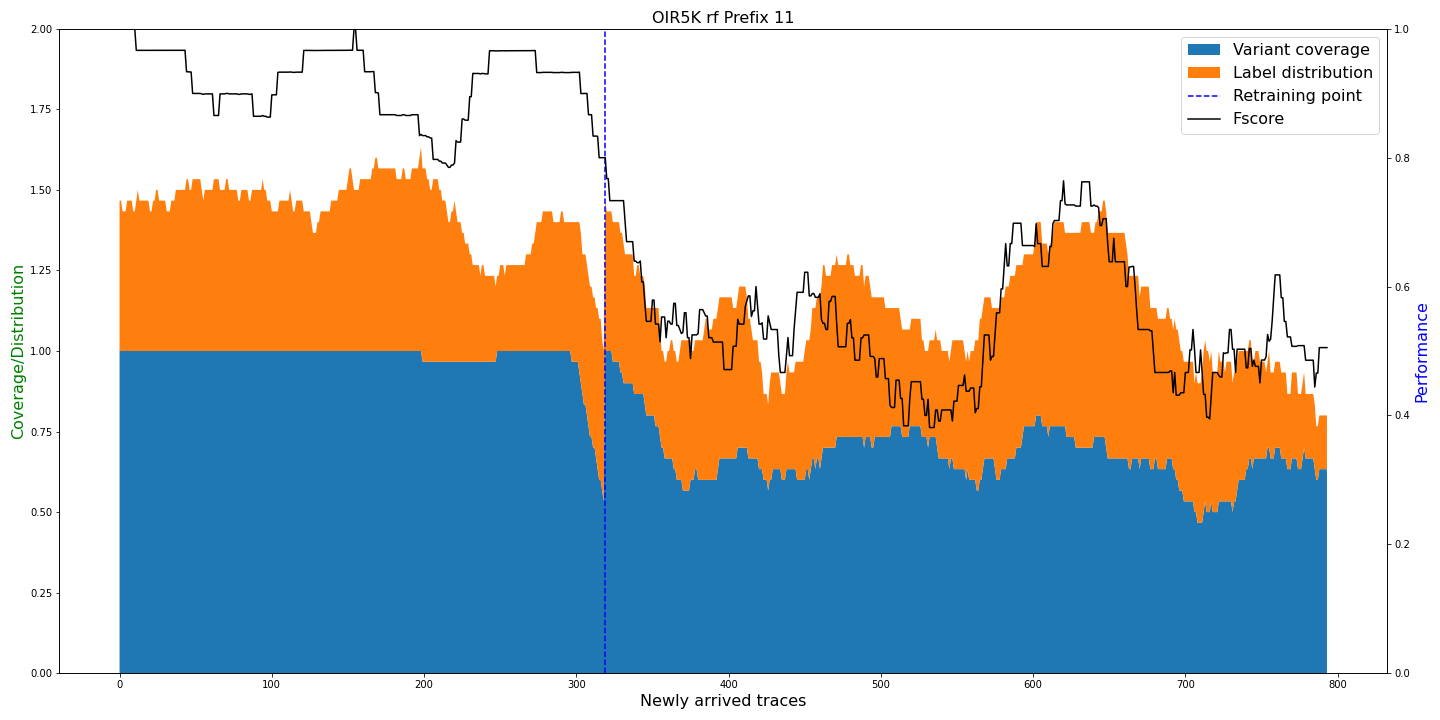 OIR5K rf Prefix 11
2.00
1.75
1.50
1.25
1.00
0.75
0.50
0.25
0.00
Coverage/Distribution
Variant coverage
Label distribution
Retraining point
Fscore
1.0
0.8
0.6
0.4
0.2
0.0
Performance
0 100 200 300 400 500 600 700 800
Newly arrived traces